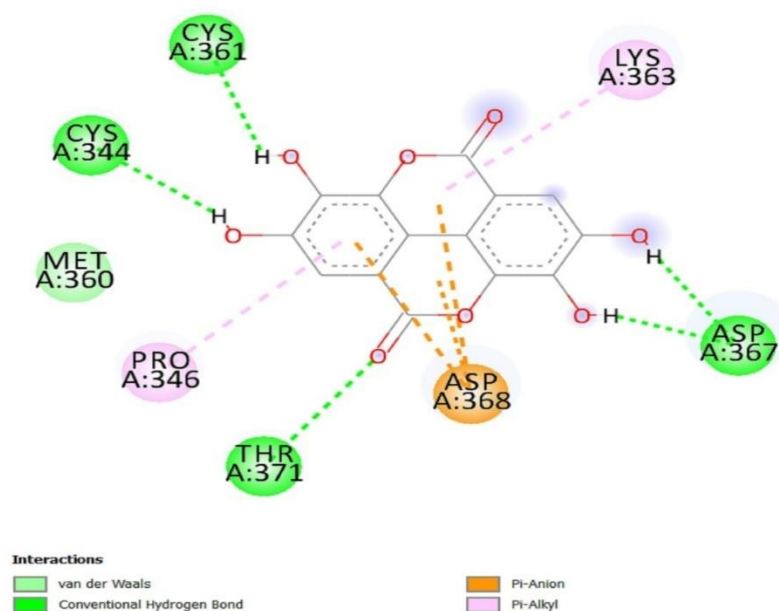 CYS
A:361
LYS
A:363
O
CYS
A:344
H
O
O
H
O
O
MET
A:360
H
O
O
H
ASP
A:367
PRO
A:346
O
ASP
A:368
THR
A:371
Interactions
van der Waals
Pi-Anion
Conventional Hydrogen Bond
Pi-Alkyl